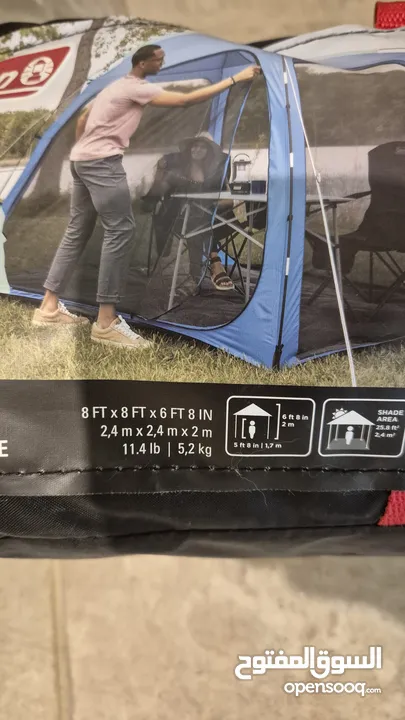 8 FT x 8 FT x 6 FT 8 IN
2,4 m x 2,4 m x 2 m
11.4 lb | 5,2 kg
E
6 ft 8 in
2 m
5 ft 8 in | 1,7 m
SHADE
AREA
25.8 ft²
2,4 m²
السوق المفتوح
opensooq.com